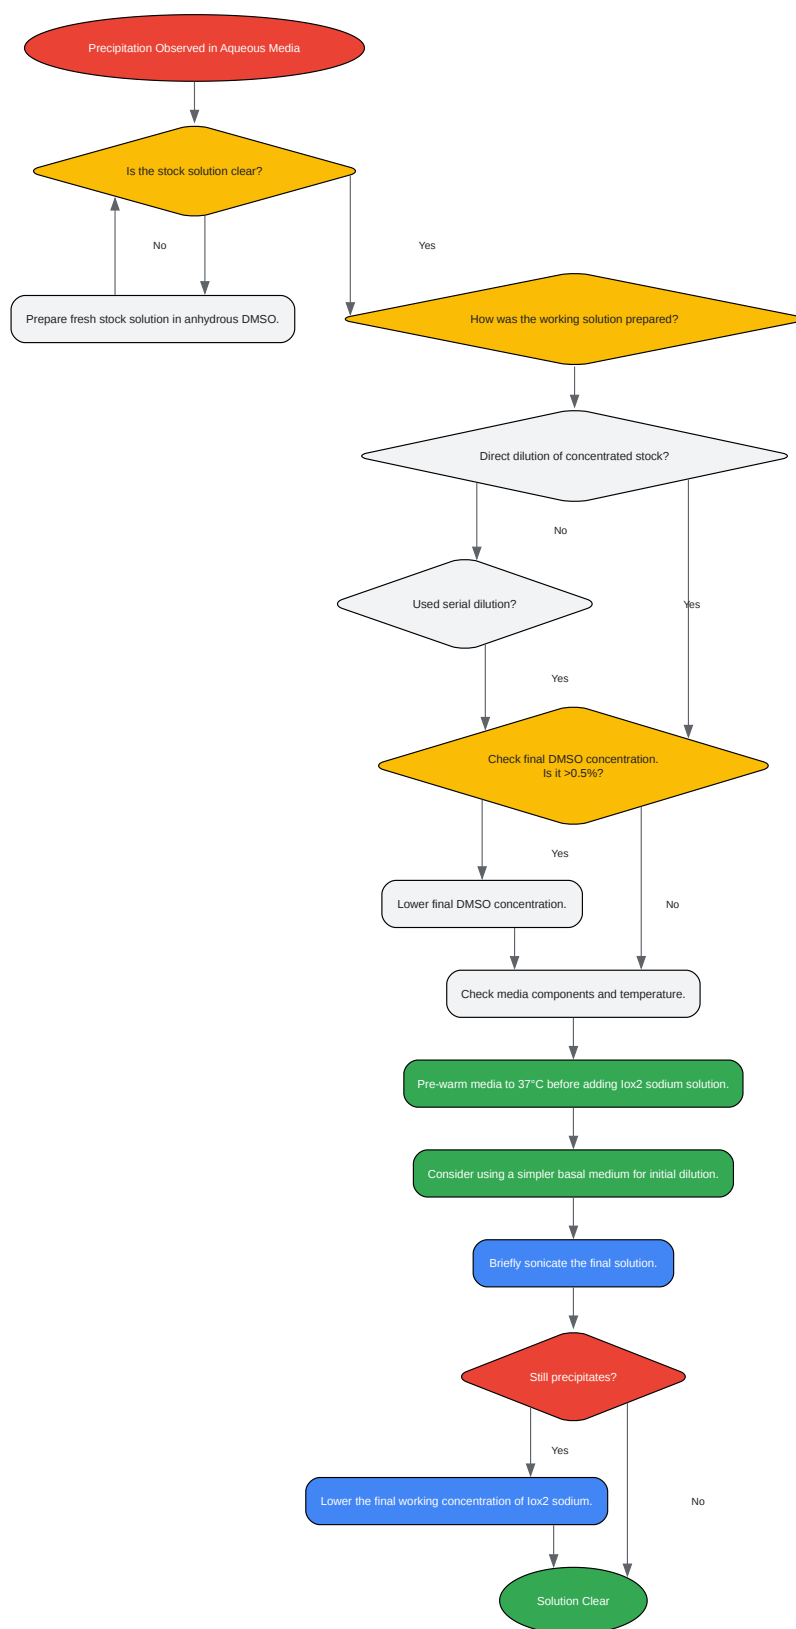 Precipitation Observed in Aqueous Media
Is the stock solution clear?
No
Yes
Prepare fresh stock solution in anhydrous DMSO.
How was the working solution prepared?
Direct dilution of concentrated stock?
No
Used serial dilution?
Yes
Yes
Check final DMSO concentration.
Is it >0.5%?
Yes
Lower final DMSO concentration.
No
Check media components and temperature.
Pre-warm media to 37°C before adding Iox2 sodium solution.
Consider using a simpler basal medium for initial dilution.
Briefly sonicate the final solution.
Still precipitates?
Yes
Lower the final working concentration of Iox2 sodium.
No
Solution Clear